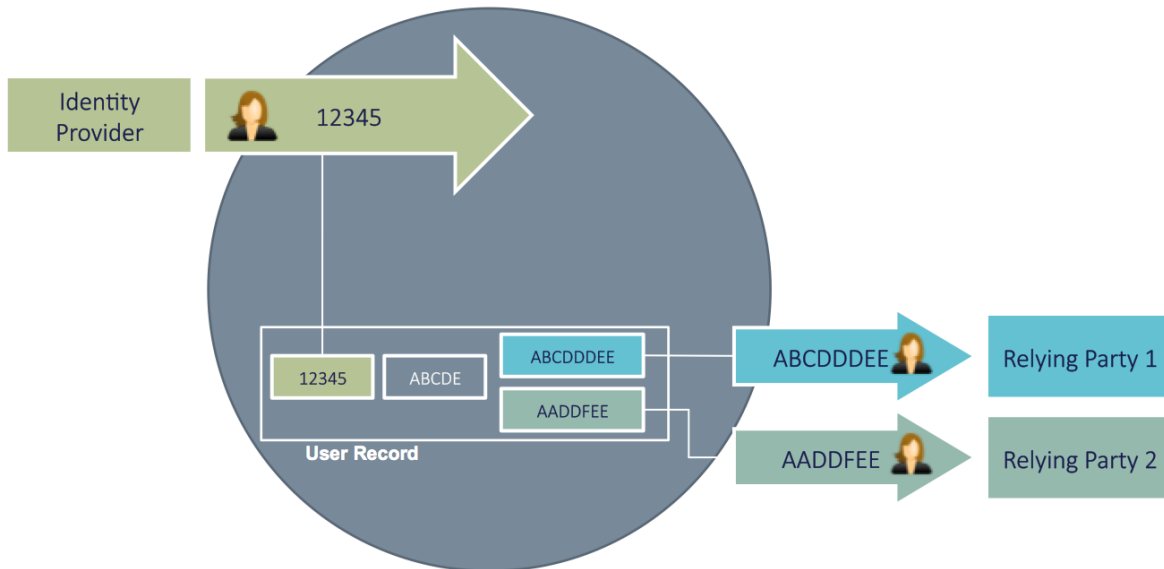 Identity
Provider
12345
12345
ABCDE
ABCDDDEE
AADDFEE
User Record
ABCDDDEE
Relying Party 1
AADDFEE
Relying Party 2